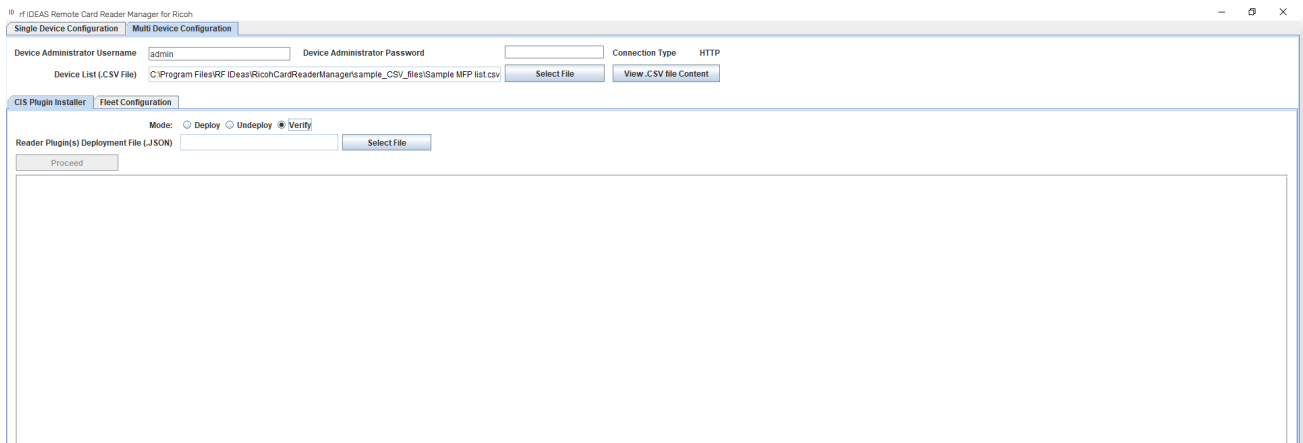 ID rf IDEAS Remote Card Reader Manager for Ricoh
Single Device Configuration Multi Device Configuration
Device Administrator Username admin Device Administrator Password Connection Type HTTP
Device List (.CSV File) C:\Program Files\RF IDeas\RicohCardReaderManager\sample_CSV_files\Sample MFP list.csv Select File View .CSV file Content
CIS Plugin Installer Fleet Configuration
Mode: Deploy Undeploy Verify
Reader Plugin(s) Deployment File (.JSON) Select File
Proceed